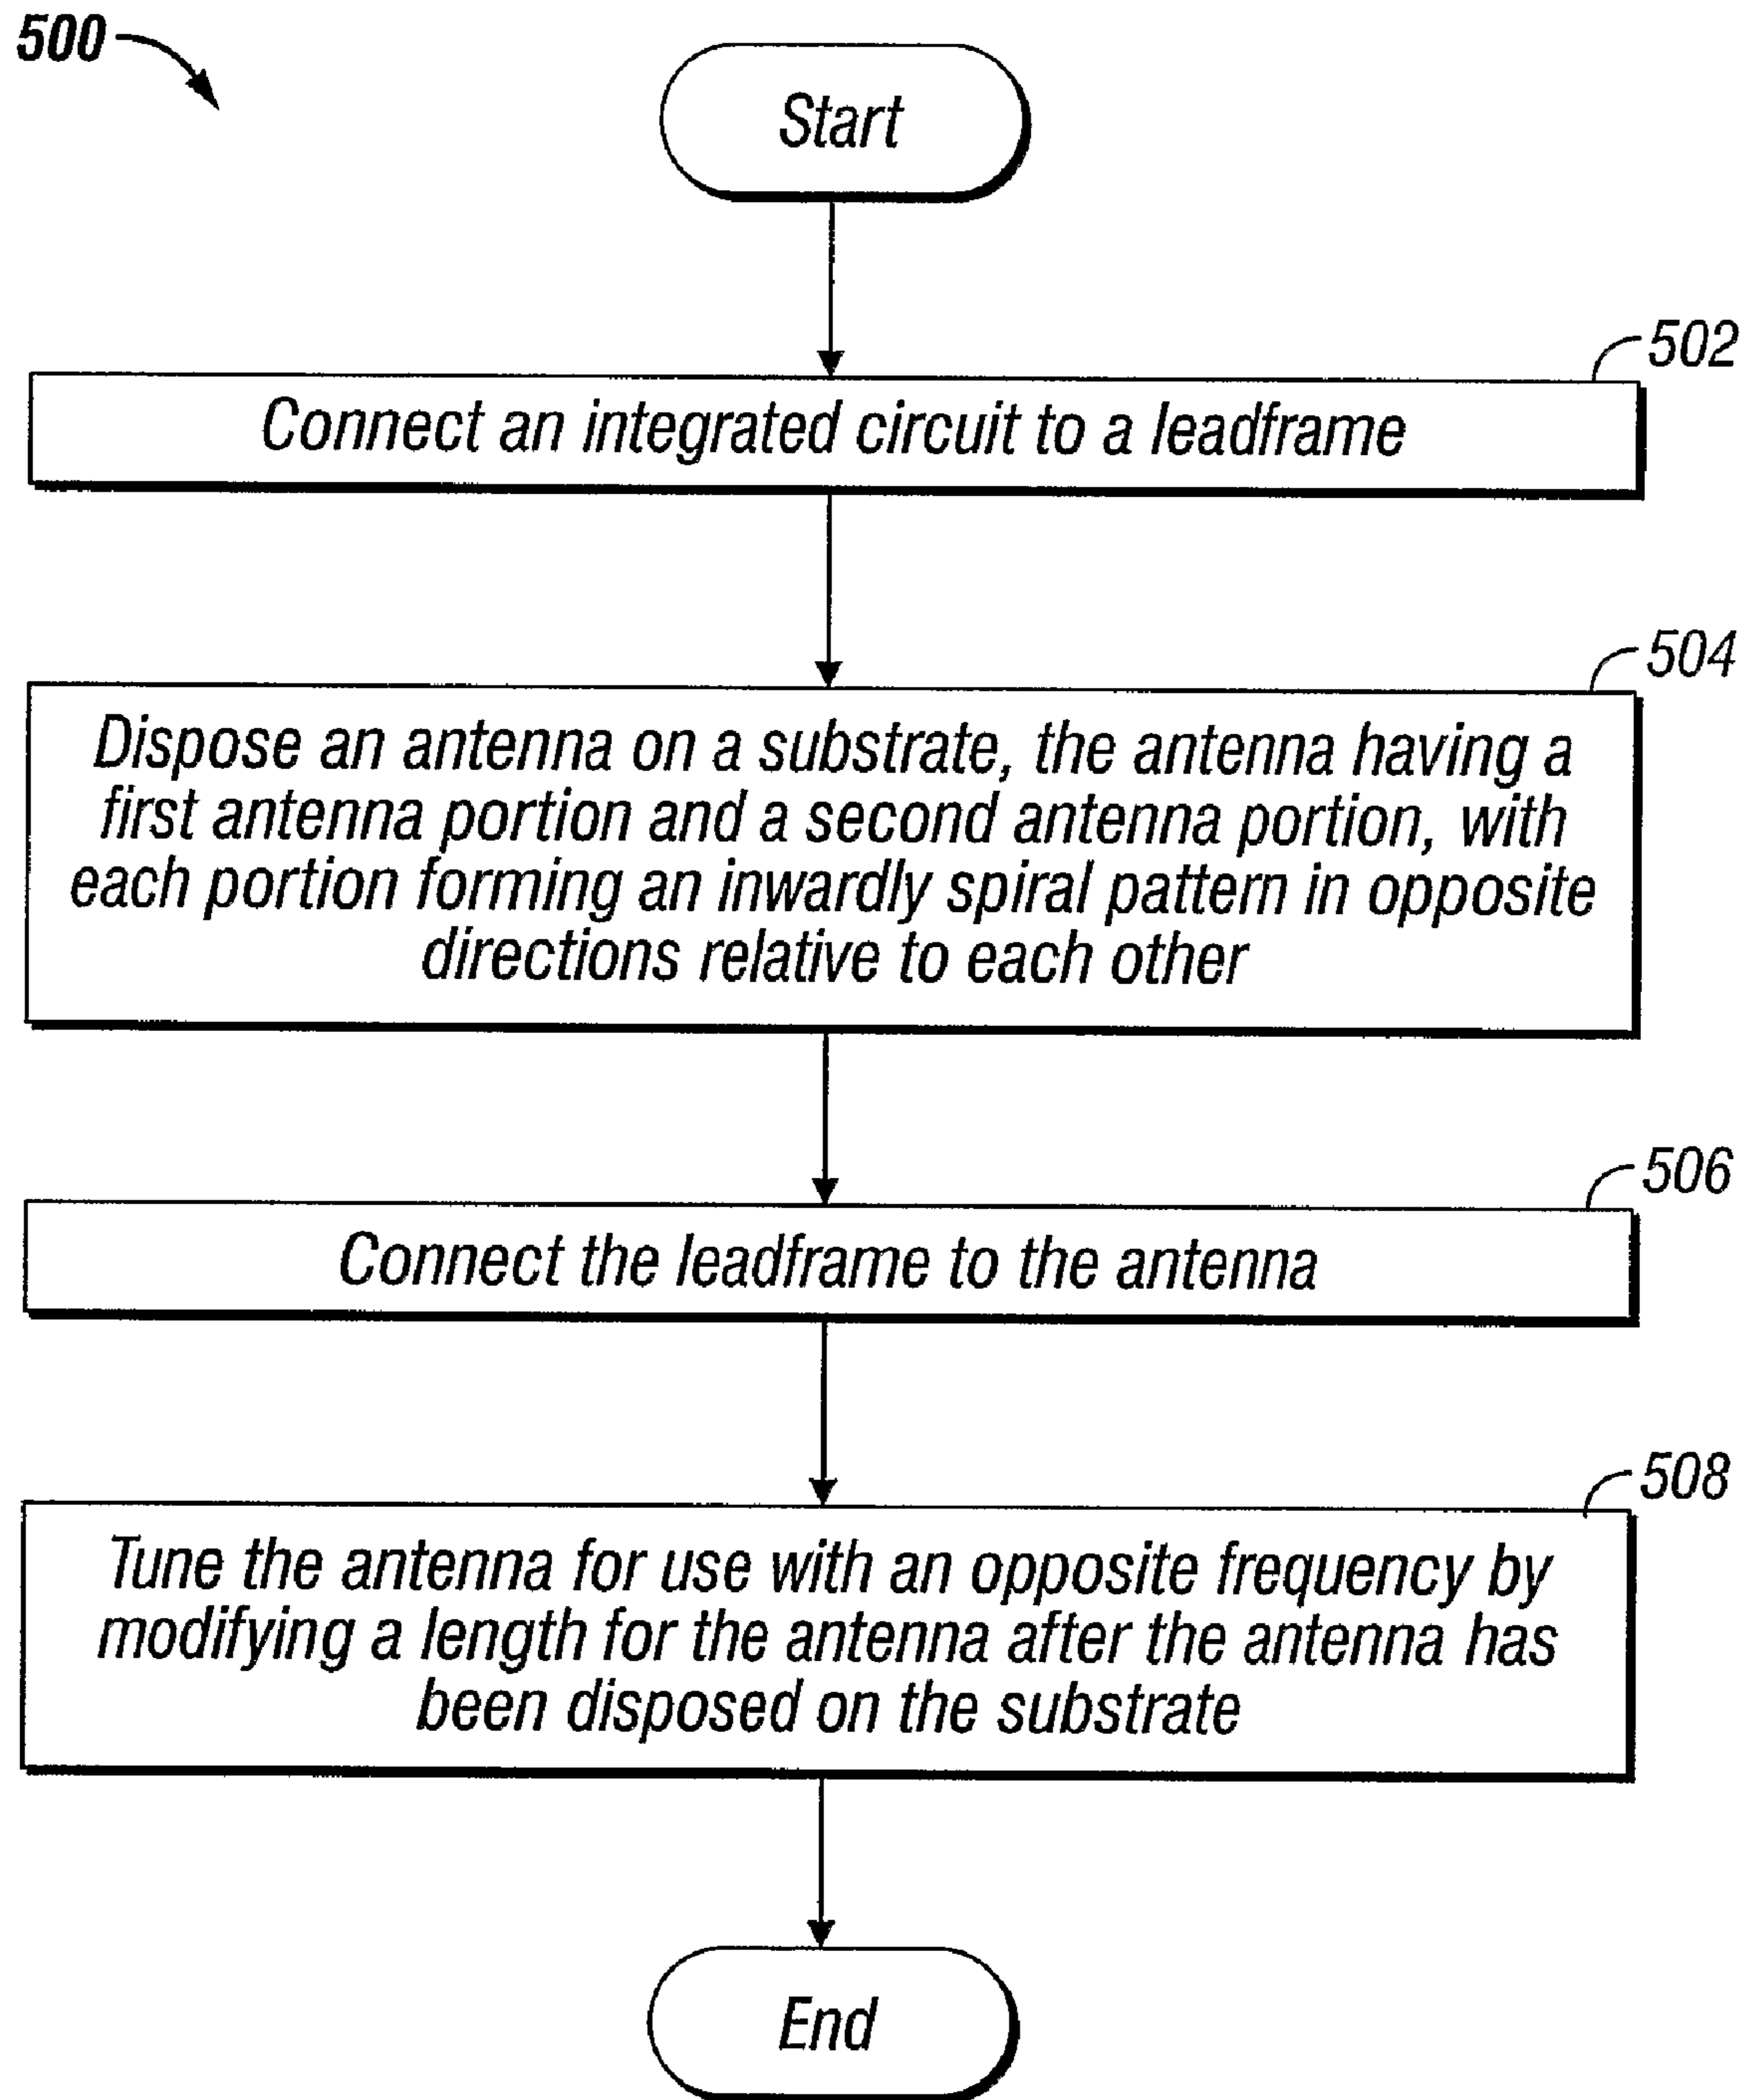 500
Start
502
Connect an integrated circuit to a leadframe
504
Dispose an antenna on a substrate, the antenna having a
first antenna portion and a second antenna portion, with
each portion forming an inwardly spiral pattern in opposite
directions relative to each other
506
Connect the leadframe to the antenna
508
Tune the antenna for use with an opposite frequency by
modifying a length for the antenna after the antenna has
been disposed on the substrate
End